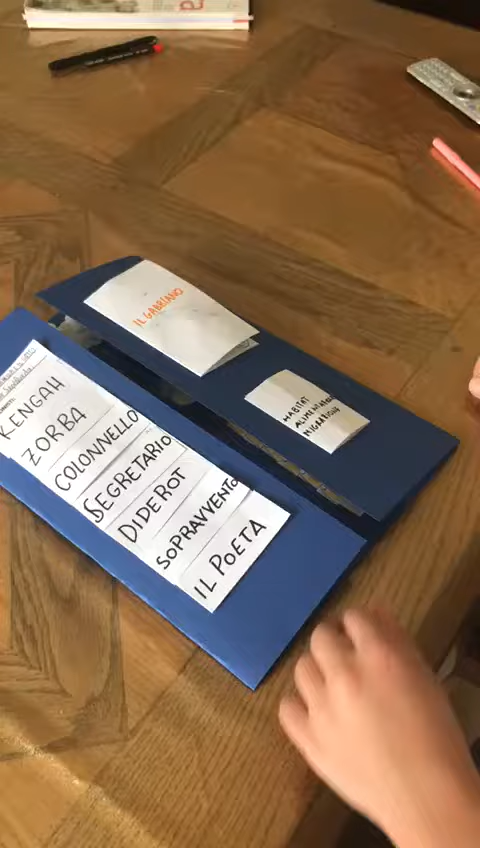 IL GABBIANO
HABITAT
ALIMENTAZIONE
MIGRAZIONI
KENGAH
ZORBA
COLONNELLO
SEGRETARIO
DIDEROT
SOPRAVVENTO
IL POETA